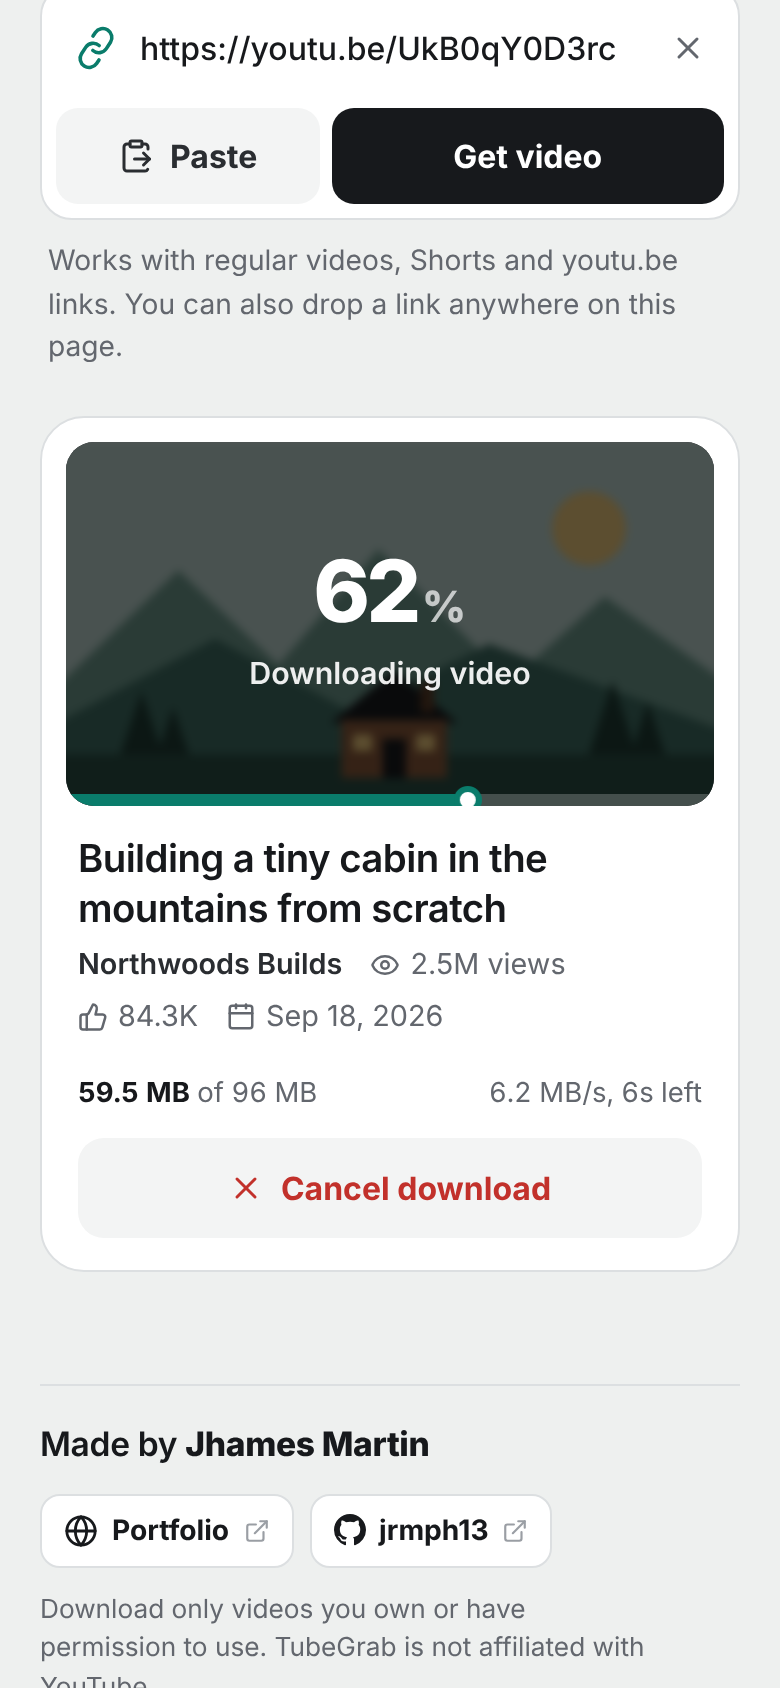 https://youtu.be/UkB0qY0D3rc
Paste
Get video
Works with regular videos, Shorts and youtu.be
links. You can also drop a link anywhere on this
page.
62%
Downloading video
Building a tiny cabin in the
mountains from scratch
Northwoods Builds 2.5M views
84.3K Sep 18, 2026
59.5 MB of 96 MB 6.2 MB/s, 6s left
Cancel download
Made by Jhames Martin
Portfolio
jrmph13
Download only videos you own or have
permission to use. TubeGrab is not affiliated with
YouTube